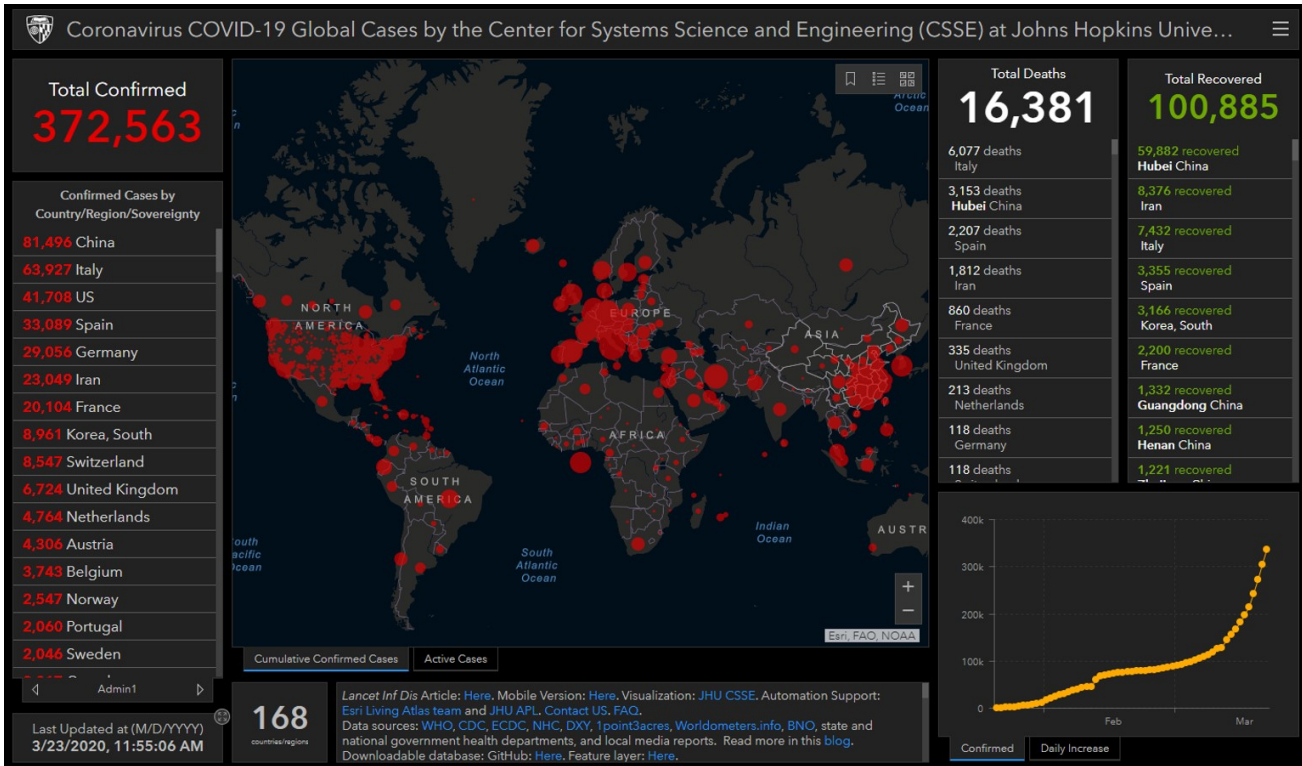 Coronavirus COVID-19 Global Cases by the Center for Systems Science and Engineering (CSSE) at Johns Hopkins Unive...
Total Confirmed
372,563
Confirmed Cases by
Country/Region/Sovereignty
81,496 China
63,927 Italy
41,708 US
33,089 Spain
29,056 Germany
23,049 Iran
20,104 France
8,961 Korea, South
8,547 Switzerland
6,724 United Kingdom
4,764 Netherlands
4,306 Austria
3,743 Belgium
2,547 Norway
2,060 Portugal
2,046 Sweden
Admin1
Last Updated at (M/D/YYYY)
3/23/2020, 11:55:06 AM
Arctic
Ocean
NORTH
AMERICA
EUROPE
ASIA
North
Atlantic
Ocean
AFRICA
SOUTH
AMERICA
Indian
Ocean
AUSTR
outh
acific
Ocean
South
Atlantic
Ocean
+
−
Esri, FAO, NOAA
Cumulative Confirmed Cases
Active Cases
168
countries/regions
Lancet Inf Dis Article: Here. Mobile Version: Here. Visualization: JHU CSSE. Automation Support:
Esri Living Atlas team and JHU APL. Contact US. FAQ.
Data sources: WHO, CDC, ECDC, NHC, DXY, 1point3acres, Worldometers.info, BNO, state and
national government health departments, and local media reports. Read more in this blog.
Downloadable database: GitHub: Here. Feature layer: Here.
Total Deaths
16,381
6,077 deaths
Italy
3,153 deaths
Hubei China
2,207 deaths
Spain
1,812 deaths
Iran
860 deaths
France
335 deaths
United Kingdom
213 deaths
Netherlands
118 deaths
Germany
118 deaths
Total Recovered
100,885
59,882 recovered
Hubei China
8,376 recovered
Iran
7,432 recovered
Italy
3,355 recovered
Spain
3,166 recovered
Korea, South
2,200 recovered
France
1,332 recovered
Guangdong China
1,250 recovered
Henan China
1,221 recovered
400k
300k
200k
100k
0
Feb
Mar
Confirmed
Daily Increase